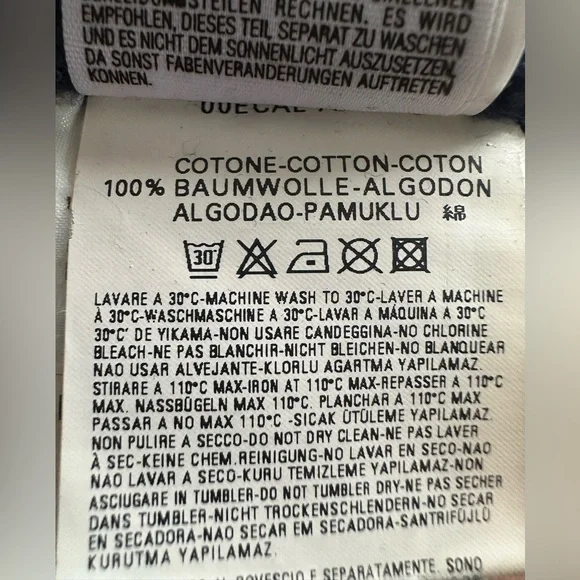 STEILEN RECHNEN. ES WIRD
EMPFOHLEN, DIESES TEIL SEPARAT ZU WASCHEN
UND ES NICHT DEM SONNENLICHT AUSZUSETZEN,
DA SONST FABENVERÄNDERUNGEN AUFTRETEN
KONNEN.
COTONE-COTTON-COTON
100% BAUMWOLLE-ALGODON
ALGODAO-PAMUKLU 綿
30°
LAVARE A 30°C-MACHINE WASH TO 30°C-LAVER A MACHINE
À 30°C-WASCHMASCHINE A 30°C-LAVAR A MÁQUINA A 30°C
30°C' DE YIKAMA-NON USARE CANDEGGINA-NO CHLORINE
BLEACH-NE PAS BLANCHIR-NICHT BLEICHEN-NO BLANQUEAR
NAO USAR ALVEJANTE-KLORLU AGARTMA YAPILAMAZ.
STIRARE A 110°C MAX-IRON AT 110°C MAX-REPASSER A 110°C
MAX. NASSBÜGELN MAX 110°C. PLANCHAR A 110°C MAX
PASSAR A NO MAX 110°C -SICAK ÜTÜLEME YAPILAMAZ.
NON PULIRE A SECCO-DO NOT DRY CLEAN-NE PAS LAVER
À SEC-KEINE CHEM.REINIGUNG-NO LAVAR EN SECO-NAO
NAO LAVAR A SECO-KURU TEMIZLEME YAPILAMAZ-NON
ASCIUGARE IN TUMBLER-DO NOT TUMBLER DRY-NE PAS SECHER
DANS TUMBLER-NICHT TROCKENSCHLENDERN-NO SECAR
EN SECADORA-NAO SECAR EM SECADORA-SANTRIFÜJLÜ
KURUTMA YAPILAMAZ.
ROVESCIO E SEPARATAMENTE. SONO